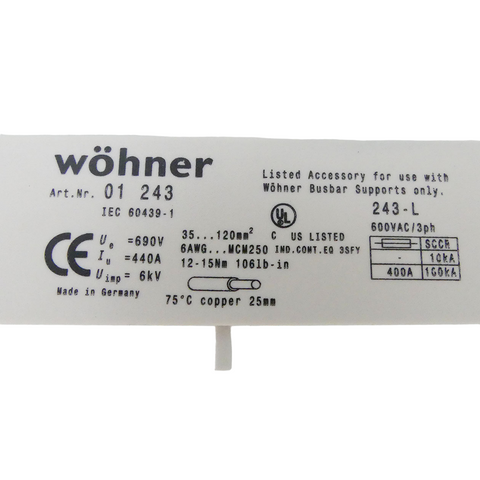 wöhner
Art.Nr. 01 243
IEC 60439-1
CE
Ue =690V
Iu =440A
Uimp = 6kV
Made in Germany
35...120mm²
6AWG...MCM250
12-15Nm 106lb-in
75°C copper 25mm
Listed Accessory for use with
Wöhner Busbar Supports only.
UL
C US LISTED
IND.CONT.EQ 3SFY
243-L
600VAC/3ph
SCCR
- 10kA
400A 100kA